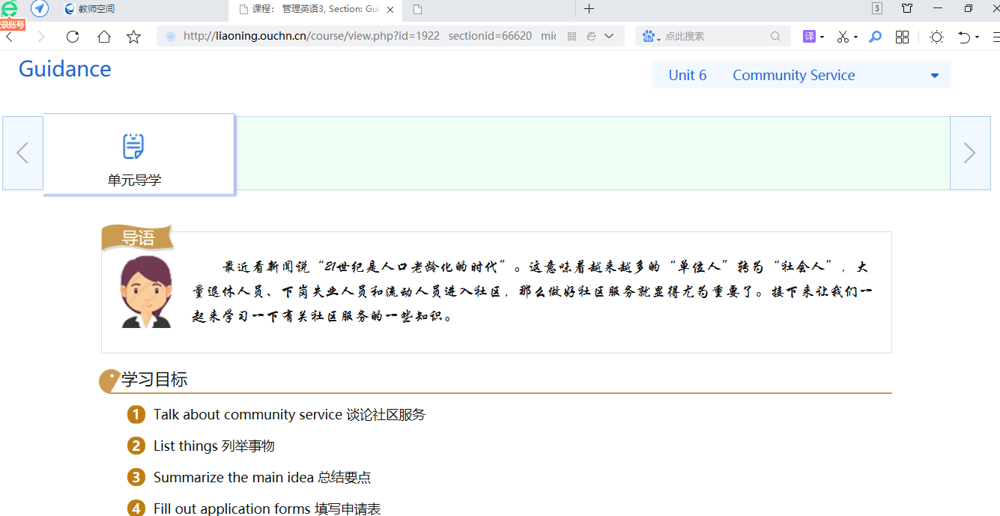 教师空间
课程: 管理英语3, Section: Gui
3
录账号
http://liaoning.ouchn.cn/course/view.php?id=1922 sectionid=66620 mic
点此搜索
译
Guidance
Unit 6 Community Service
单元导学
导语
最近看新闻说“21世纪是人口老龄化的时代”。这意味着越来越多的“单位人”转为“社会人”，大
量退休人员、下岗失业人员和流动人员进入社区，那么做好社区服务就显得尤为重要了。接下来让我们一
起来学习一下有关社区服务的一些知识。
学习目标
1 Talk about community service 谈论社区服务
2 List things 列举事物
3 Summarize the main idea 总结要点
4 Fill out application forms 填写申请表